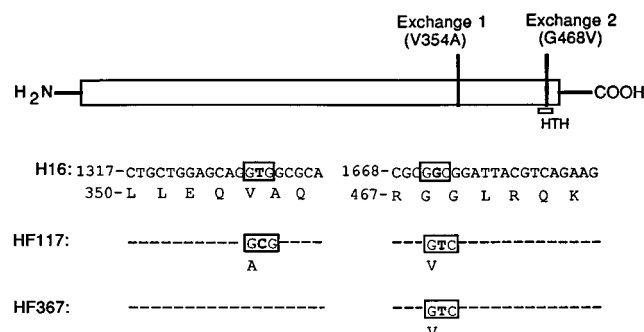 Exchange 1 Exchange 2
(V354A) (G468V)
H₂N COOH
HTH
H16: 1317-CTGCTGGAGCAGGTGGCGCA 1668-CGCGGCGGATTACGTCAGAAG
350-L L E Q V A Q 467-R G G L R Q K
HF117: GCG GTC
A V
HF367: GTC
V